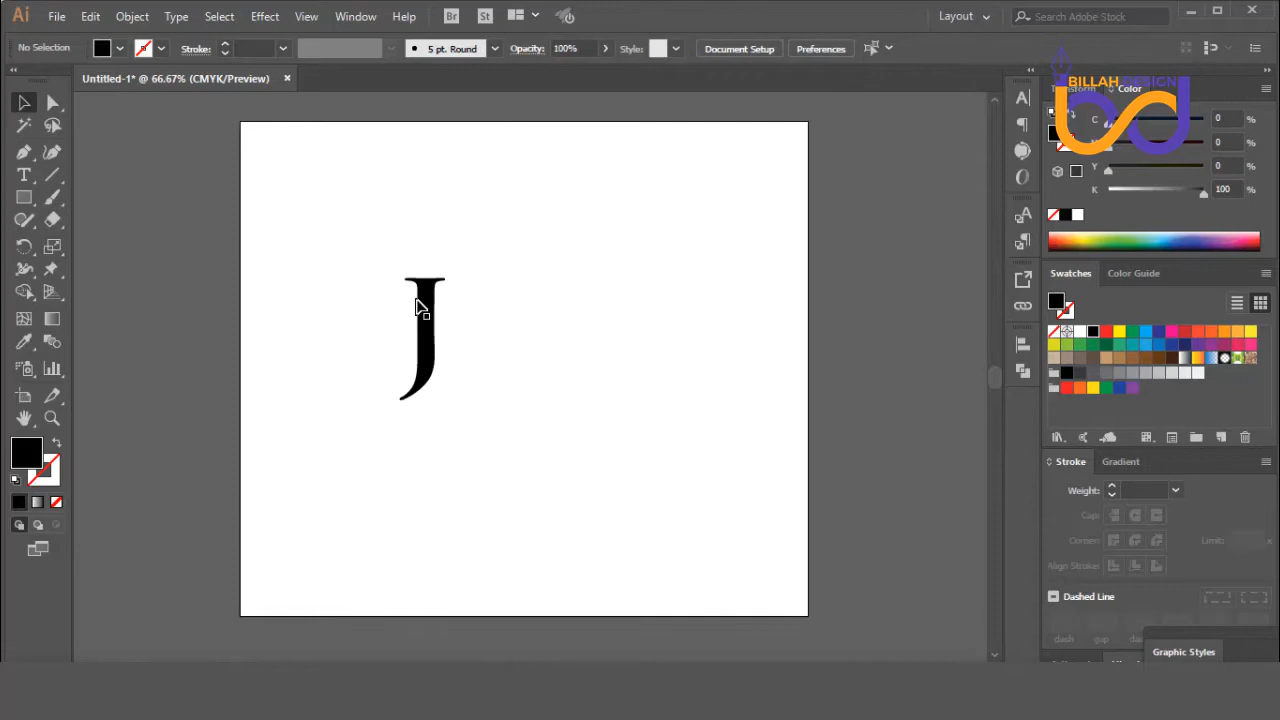 Ai File Edit Object Type Select Effect View Window Help Br St Layout Search Adobe Stock
No Selection Stroke: 5 pt. Round Opacity: 100% Style: Document Setup Preferences
Untitled-1* @ 66.67% (CMYK/Preview)
BILLAH DESIGN
Color
C 0 %
0 %
Y 0 %
K 100 %
J
Swatches Color Guide
Stroke Gradient
Weight:
Cap:
Corner: Limit: x
Align Stroke:
Dashed Line
dash gap
Graphic Styles